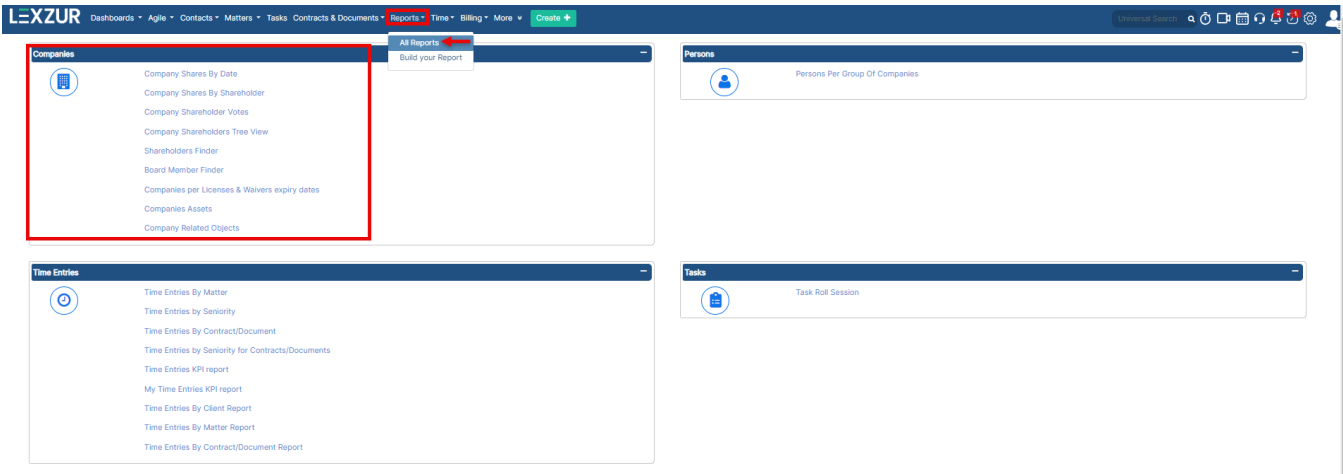 LEXZUR Dashboards Agile Contacts Matters Tasks Contracts & Documents Reports Time Billing More Create + Universal Search 2 1
All Reports
Build your Report
Companies
Company Shares By Date
Company Shares By Shareholder
Company Shareholder Votes
Company Shareholders Tree View
Shareholders Finder
Board Member Finder
Companies per Licenses & Waivers expiry dates
Companies Assets
Company Related Objects
Persons
Persons Per Group Of Companies
Time Entries
Time Entries By Matter
Time Entries by Seniority
Time Entries By Contract/Document
Time Entries by Seniority for Contracts/Documents
Time Entries KPI report
My Time Entries KPI report
Time Entries By Client Report
Time Entries By Matter Report
Time Entries By Contract/Document Report
Tasks
Task Roll Session